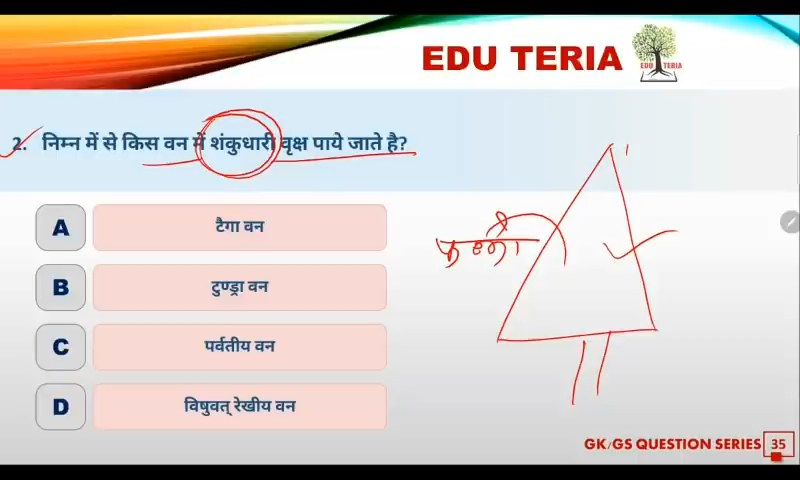 EDU TERIA
EDU TERIA
2. निम्न में से किस वन में शंकुधारी वृक्ष पाये जाते है?
A टैगा वन
B टुण्ड्रा वन
C पर्वतीय वन
D विषुवत् रेखीय वन
GK/GS QUESTION SERIES 35